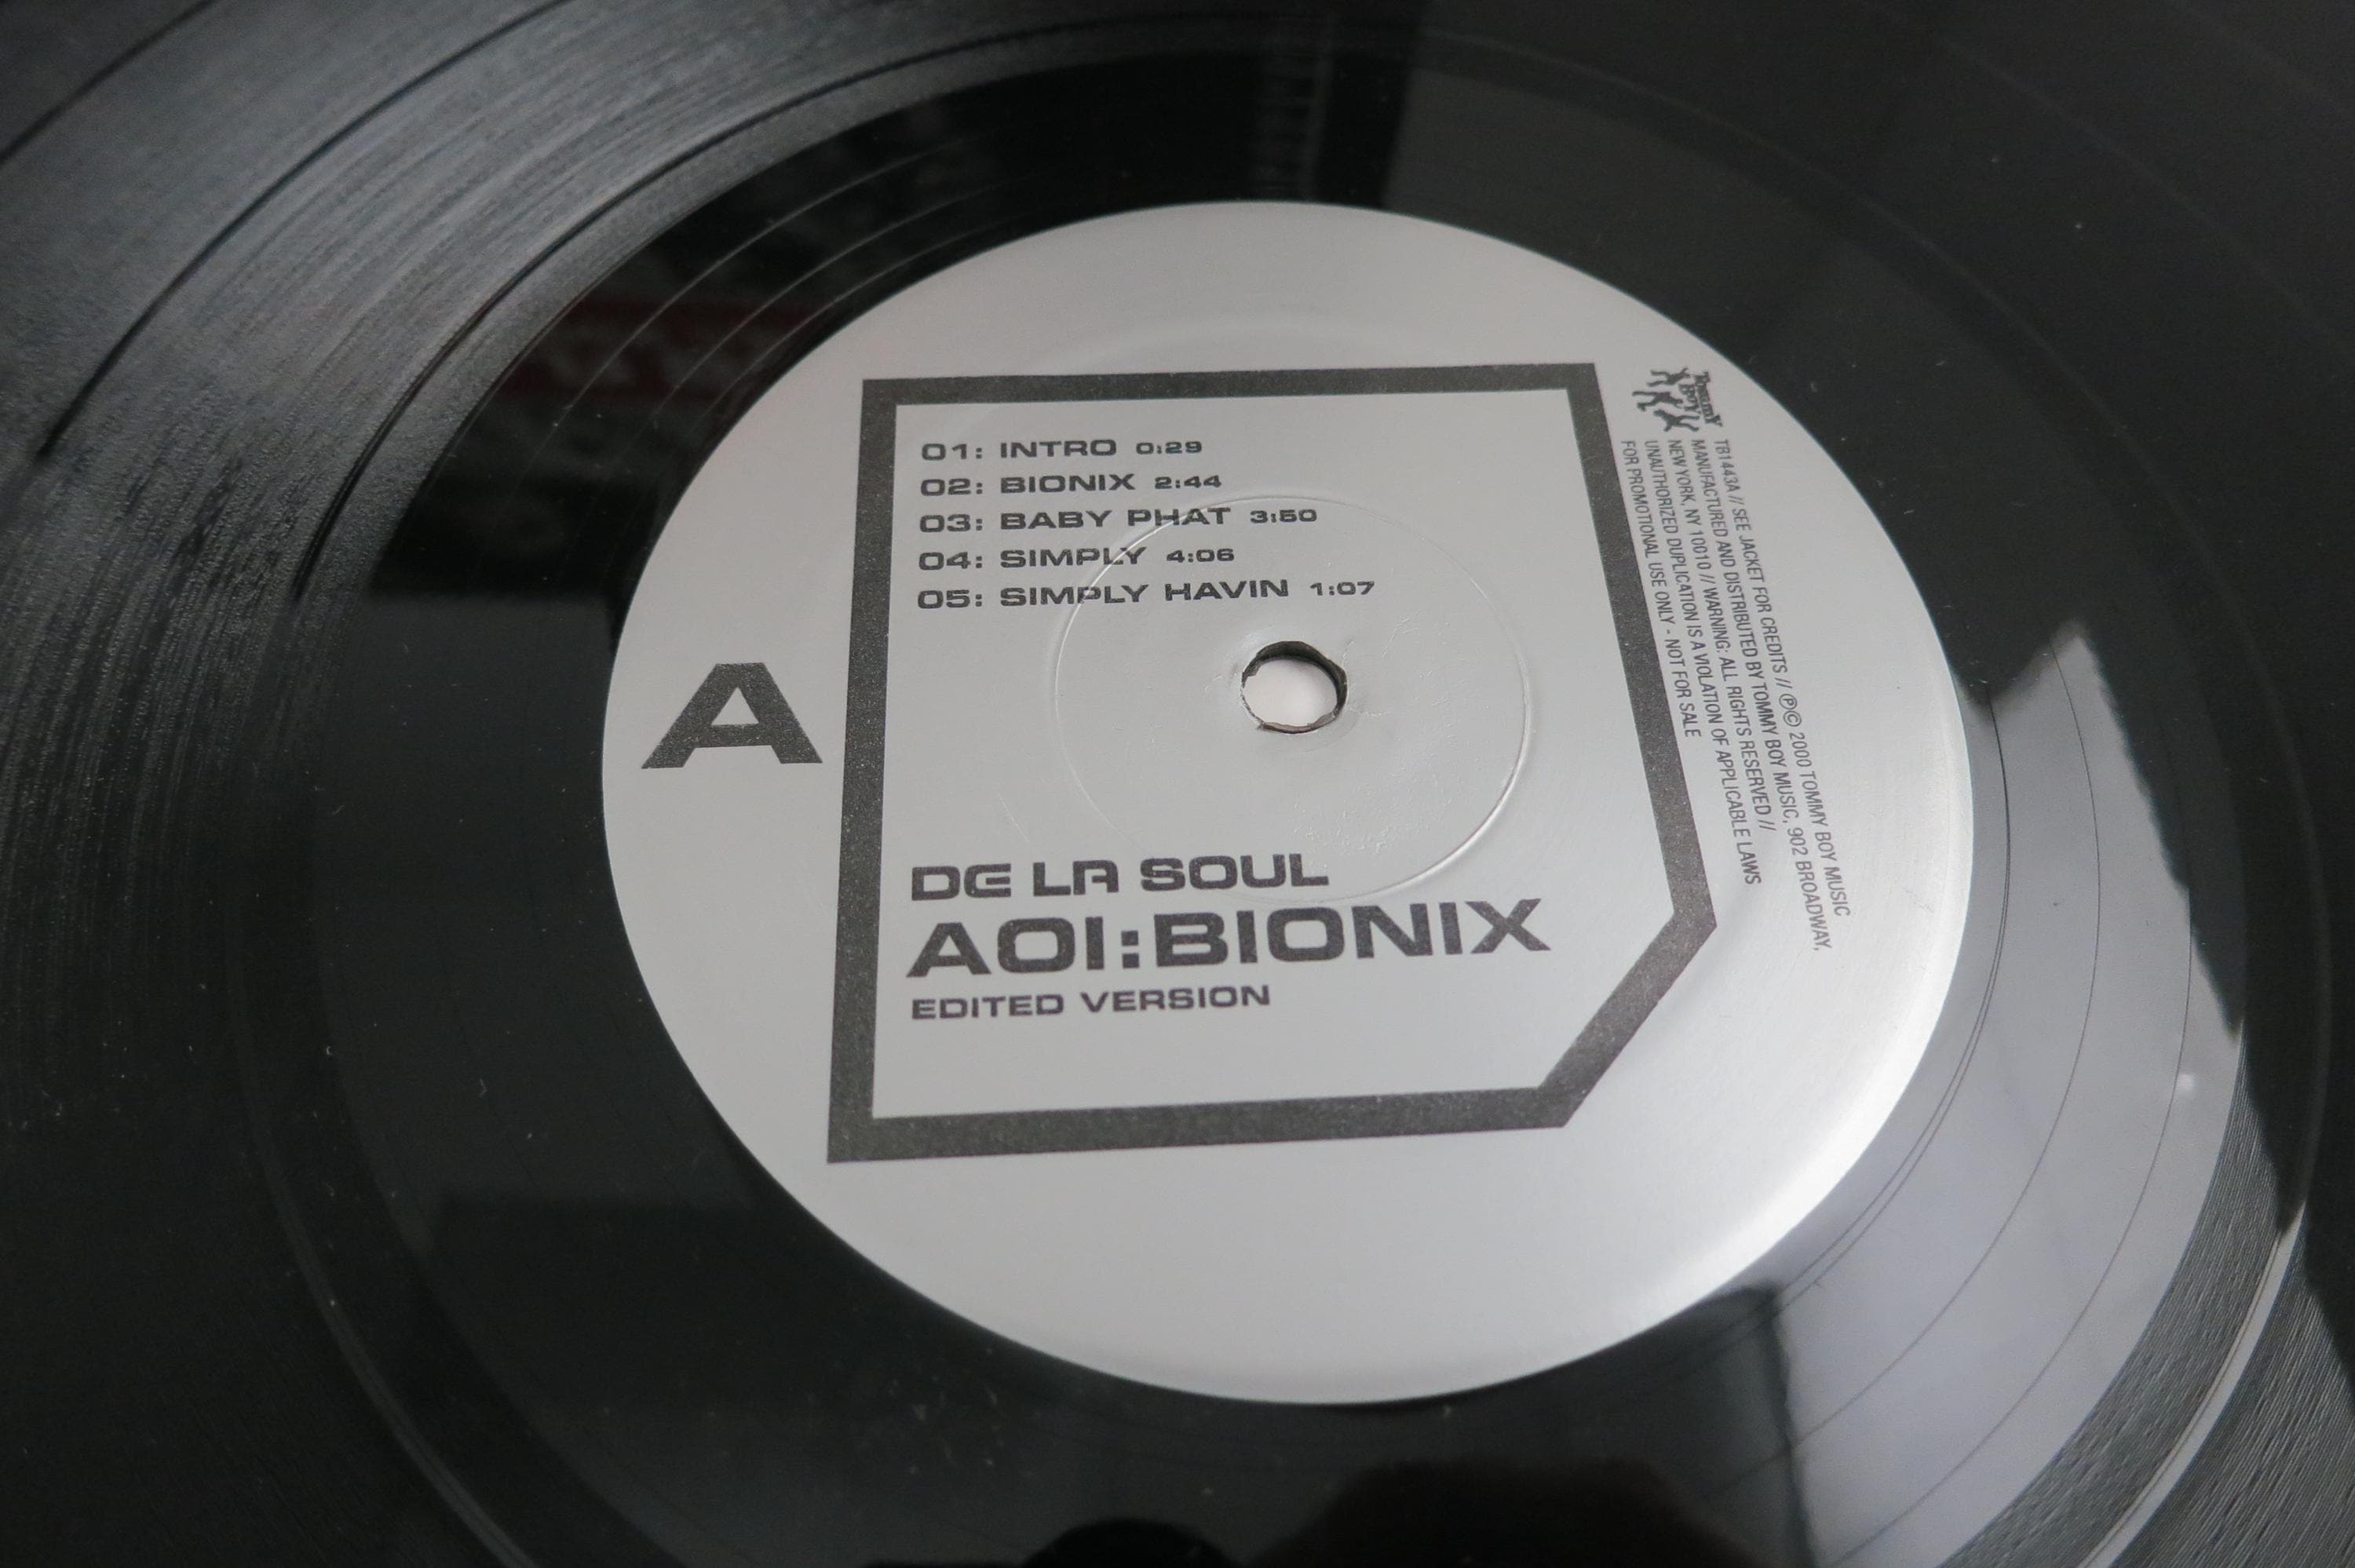 01: INTRO 0:29
02: BIONIX 2:44
03: BABY PHAT 3:50
04: SIMPLY 4:06
05: SIMPLY HAVIN 1:07
A
DE LA SOUL
AOI:BIONIX
EDITED VERSION
Tommy
Boy
TB1443A // SEE JACKET FOR CREDITS // ℗© 2000 TOMMY BOY MUSIC
MANUFACTURED AND DISTRIBUTED BY TOMMY BOY MUSIC, 902 BROADWAY,
NEW YORK, NY 10010 // WARNING: ALL RIGHTS RESERVED //
UNAUTHORIZED DUPLICATION IS A VIOLATION OF APPLICABLE LAWS
FOR PROMOTIONAL USE ONLY - NOT FOR SALE